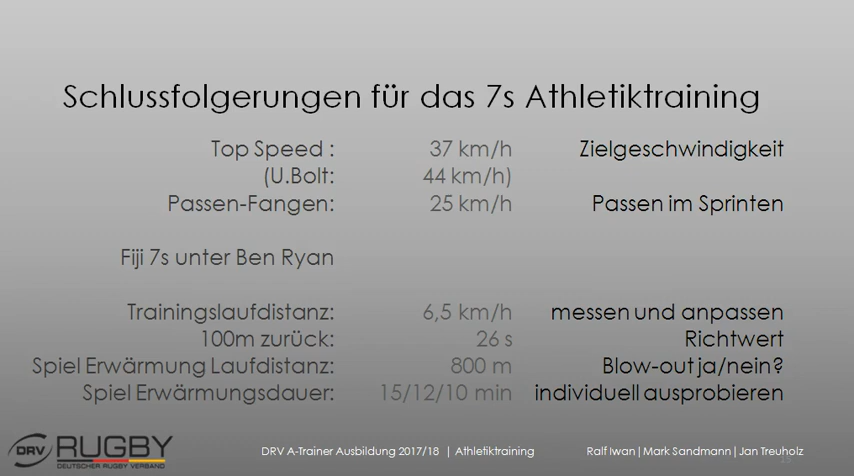 Schlussfolgerungen für das 7s Athletiktraining
Top Speed : 37 km/h Zielgeschwindigkeit
(U.Bolt: 44 km/h)
Passen-Fangen: 25 km/h Passen im Sprinten
Fiji 7s unter Ben Ryan
Trainingslaufdistanz: 6,5 km/h messen und anpassen
100m zurück: 26 s Richtwert
Spiel Erwärmung Laufdistanz: 800 m Blow-out ja/nein?
Spiel Erwärmungsdauer: 15/12/10 min individuell ausprobieren
DRV RUGBY
DEUTSCHER RUGBY VERBAND
DRV A-Trainer Ausbildung 2017/18 | Athletiktraining Ralf Iwan|Mark Sandmann|Jan Treuholz